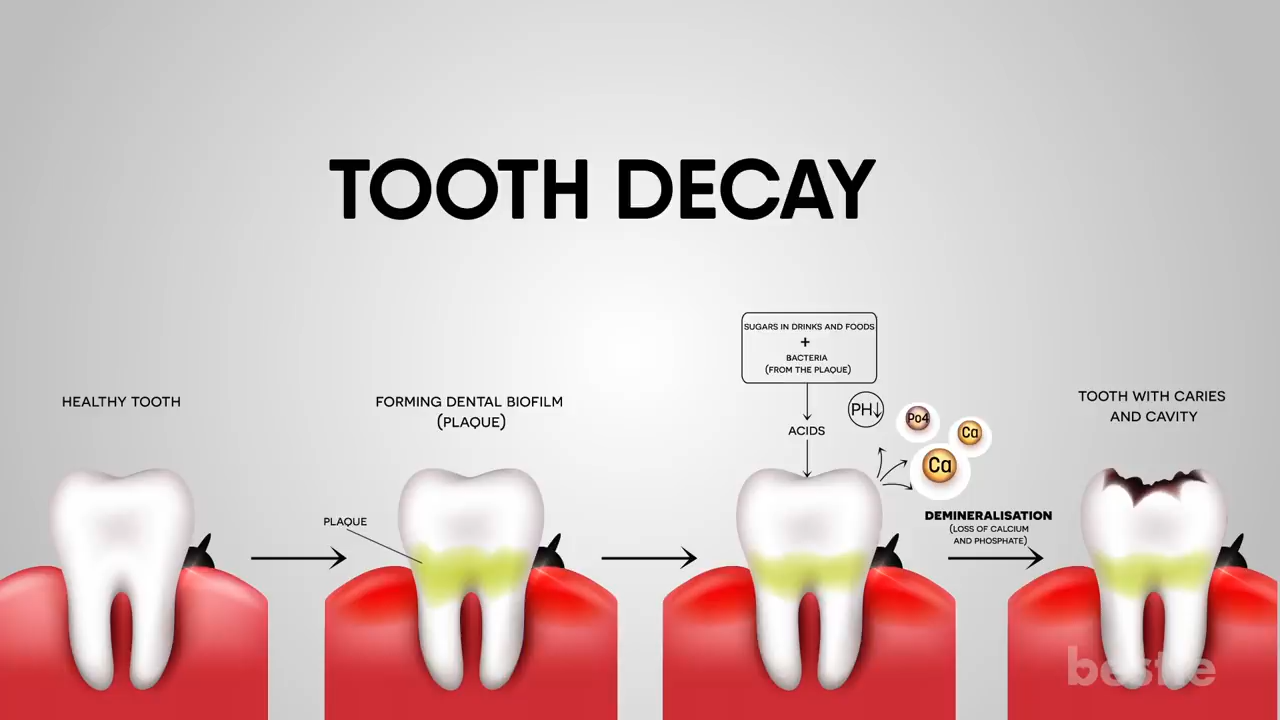 TOOTH DECAY
HEALTHY TOOTH
FORMING DENTAL BIOFILM
(PLAQUE)
PLAQUE
SUGARS IN DRINKS AND FOODS
+
BACTERIA
(FROM THE PLAQUE)
ACIDS
PH↓
Po4
Ca
Ca
DEMINERALISATION
(LOSS OF CALCIUM
AND PHOSPHATE)
TOOTH WITH CARIES
AND CAVITY
bestie